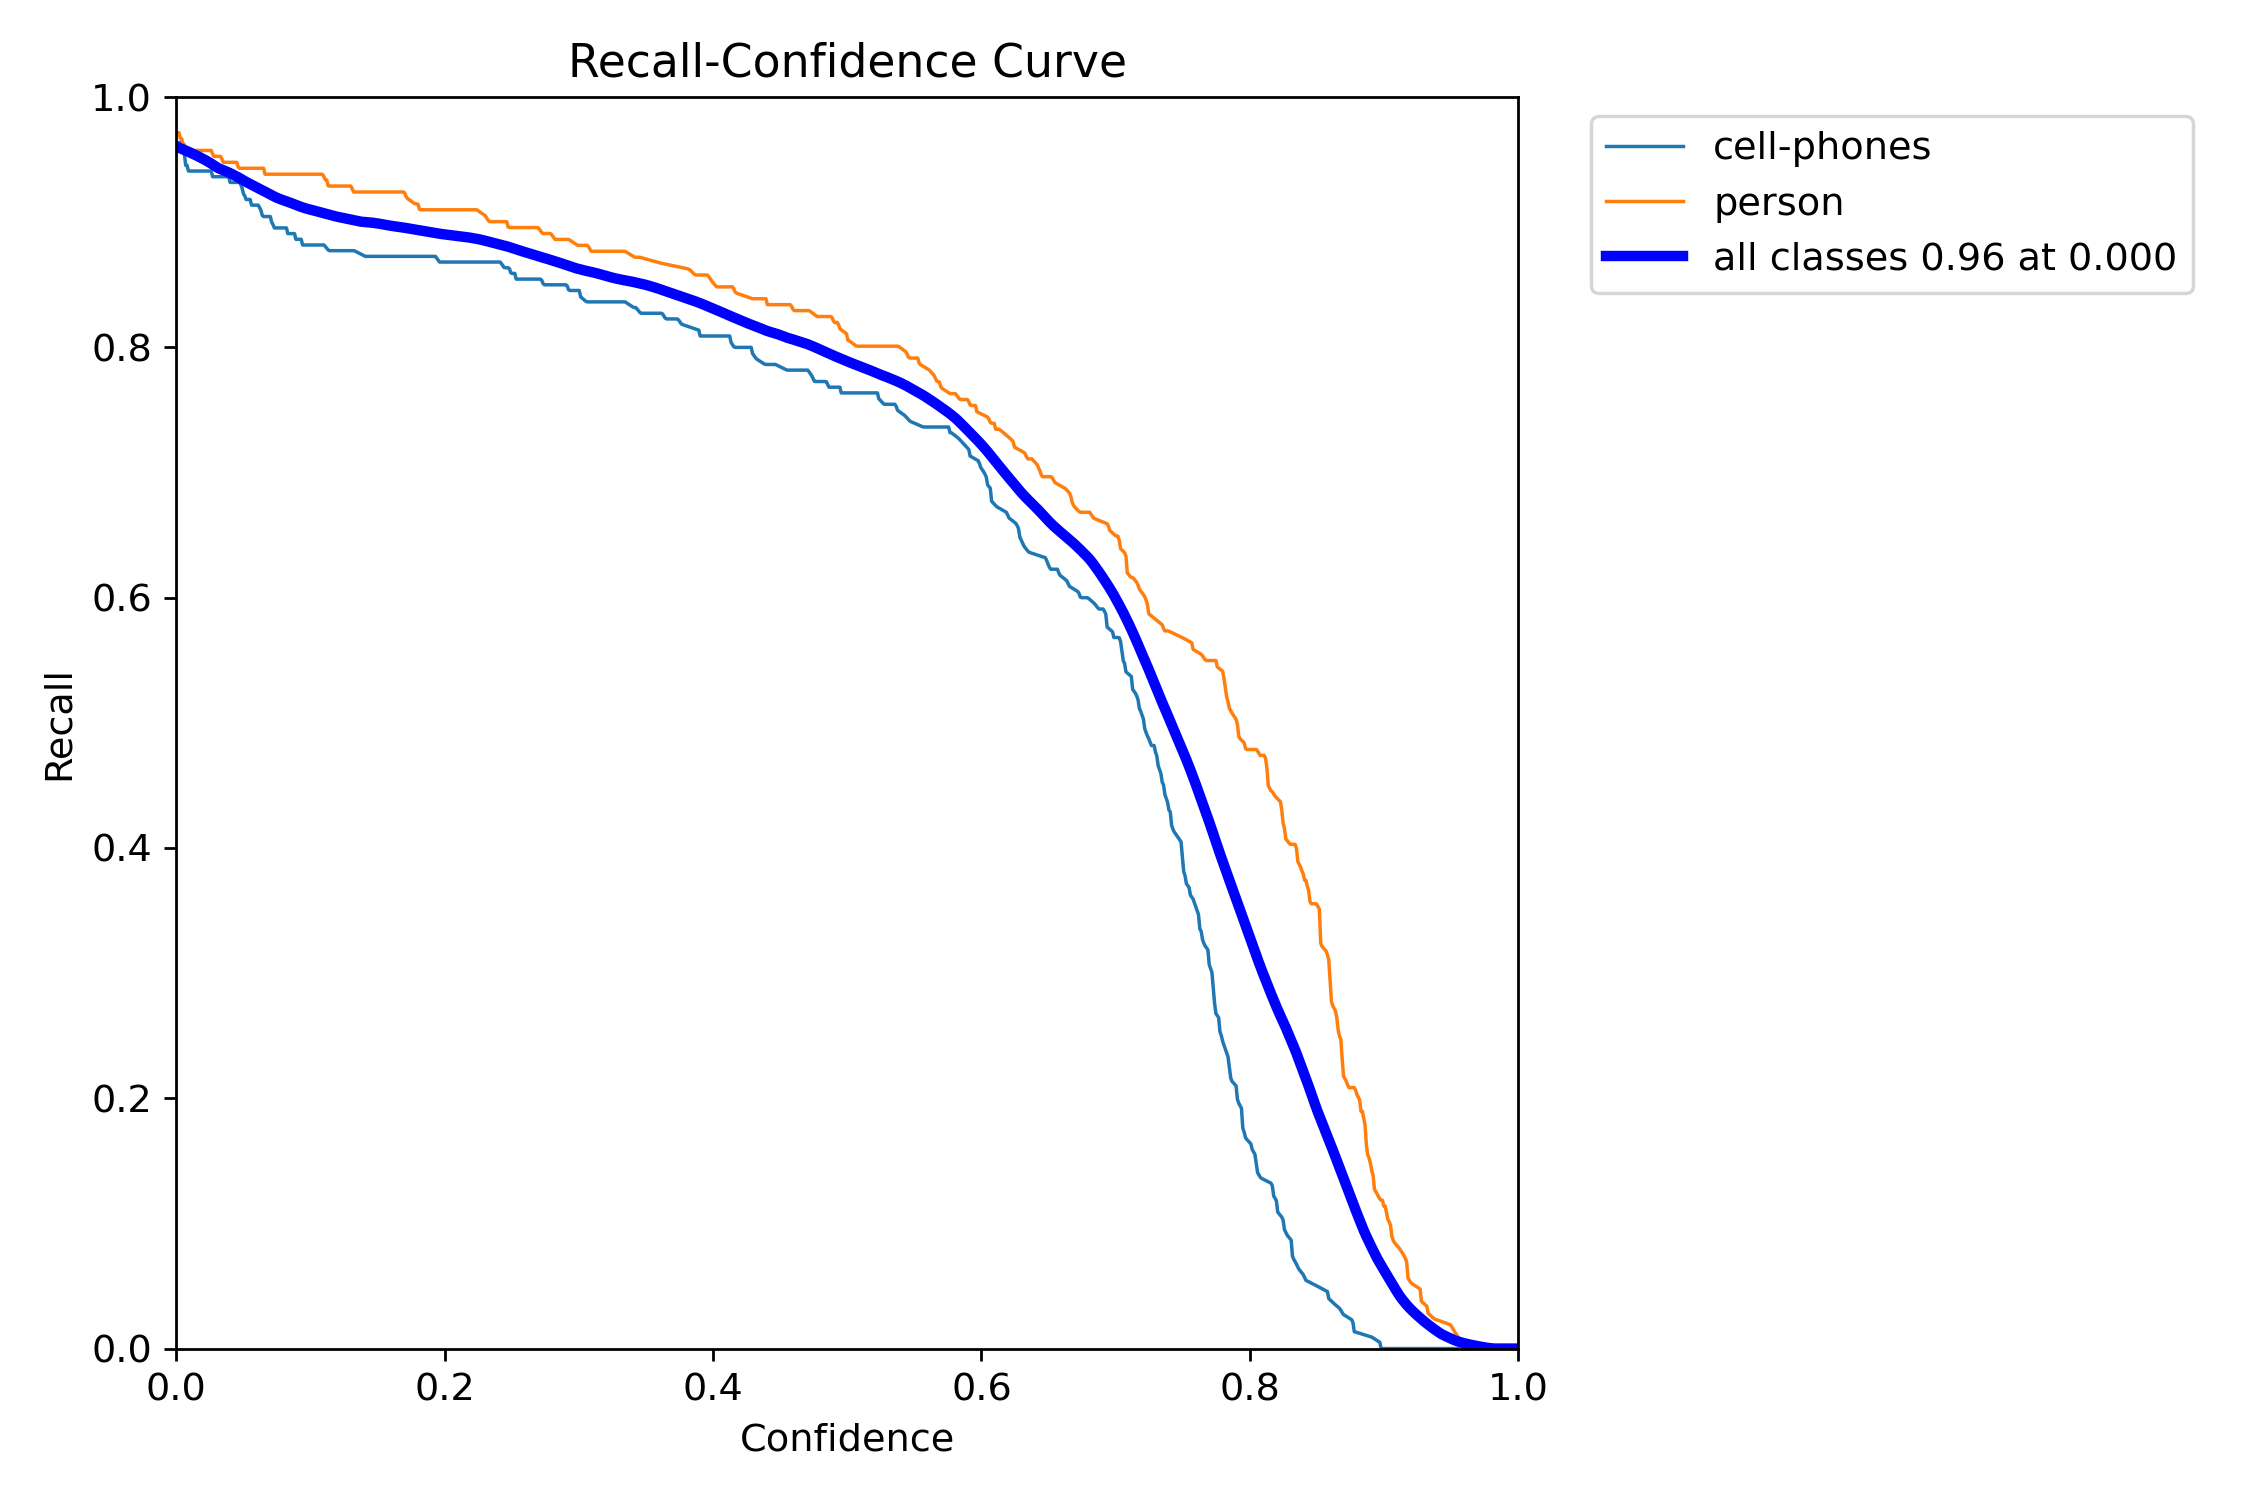 Recall-Confidence Curve
1.0
0.8
0.6
0.4
0.2
0.0
Recall
0.0 0.2 0.4 0.6 0.8 1.0
Confidence
cell-phones
person
all classes 0.96 at 0.000